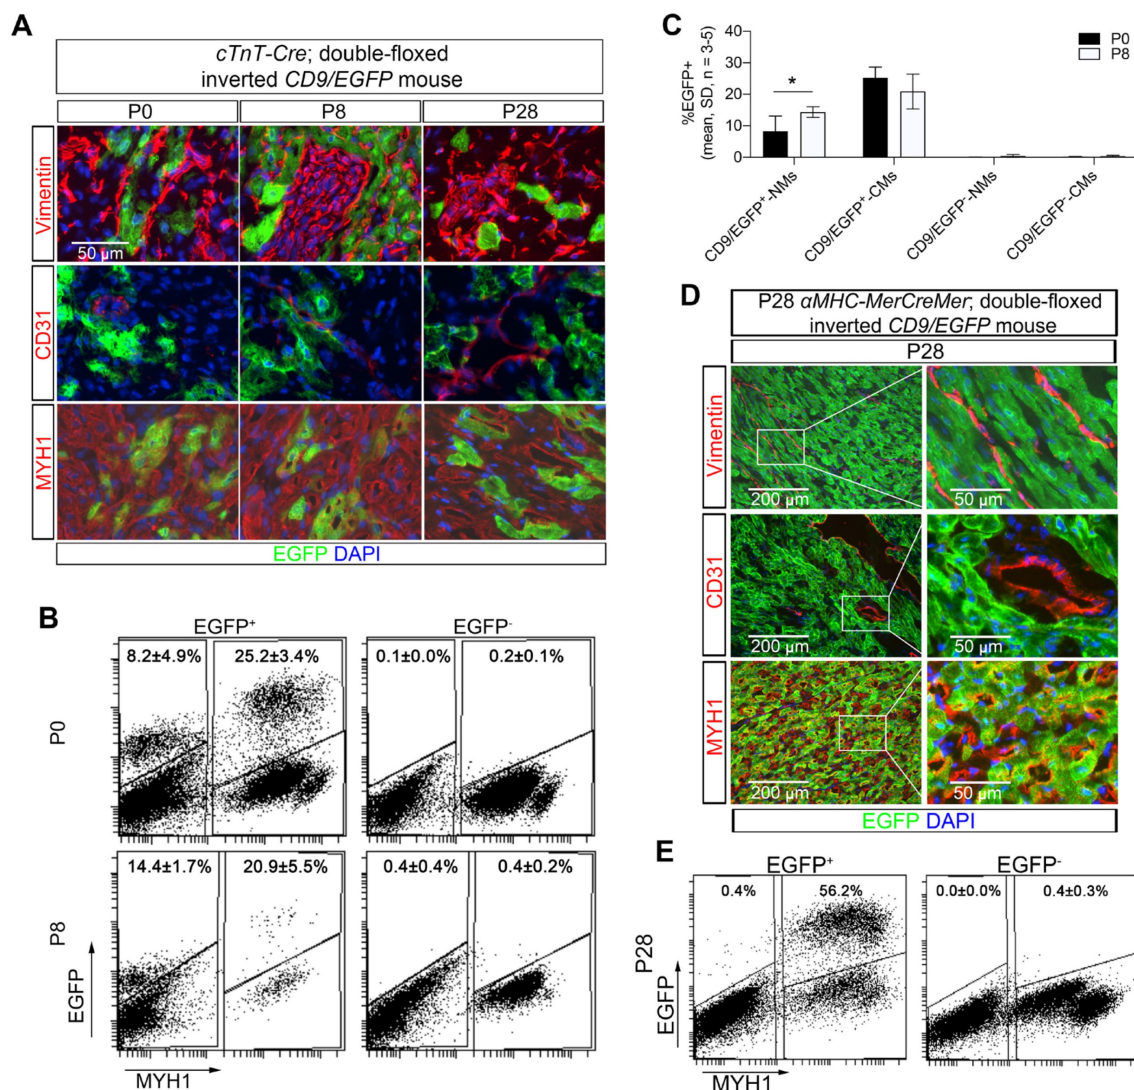 A
cTnT-Cre; double-floxed
inverted CD9/EGFP mouse
P0
P8
P28
Vimentin
50 µm
CD31
MYH1
EGFP DAPI
B
EGFP+
EGFP-
P0
8.2±4.9%
25.2±3.4%
0.1±0.0%
0.2±0.1%
P8
14.4±1.7%
20.9±5.5%
0.4±0.4%
0.4±0.2%
EGFP
MYH1
C
%EGFP+
(mean, SD, n = 3-5)
40
30
20
10
0
*
P0
P8
CD9/EGFP+-NMs
CD9/EGFP+-CMs
CD9/EGFP--NMs
CD9/EGFP--CMs
D
P28 αMHC-MerCreMer; double-floxed
inverted CD9/EGFP mouse
P28
Vimentin
200 µm
50 µm
CD31
200 µm
50 µm
MYH1
200 µm
50 µm
EGFP DAPI
E
EGFP+
EGFP-
P28
0.4%
56.2%
0.0±0.0%
0.4±0.3%
EGFP
MYH1